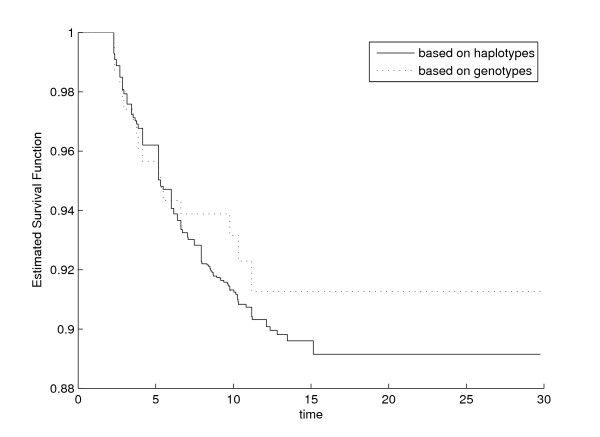 based on haplotypes
based on genotypes
1
0.98
0.96
0.94
0.92
0.9
0.88
Estimated Survival Function
0 5 10 15 20 25 30
time